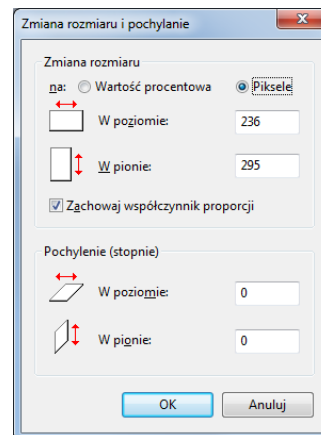 Zmiana rozmiaru i pochylanie
Zmiana rozmiaru
na: Wartość procentowa Piksele
W poziomie: 236
W pionie: 295
Zachowaj współczynnik proporcji
Pochylenie (stopnie)
W poziomie: 0
W pionie: 0
OK Anuluj